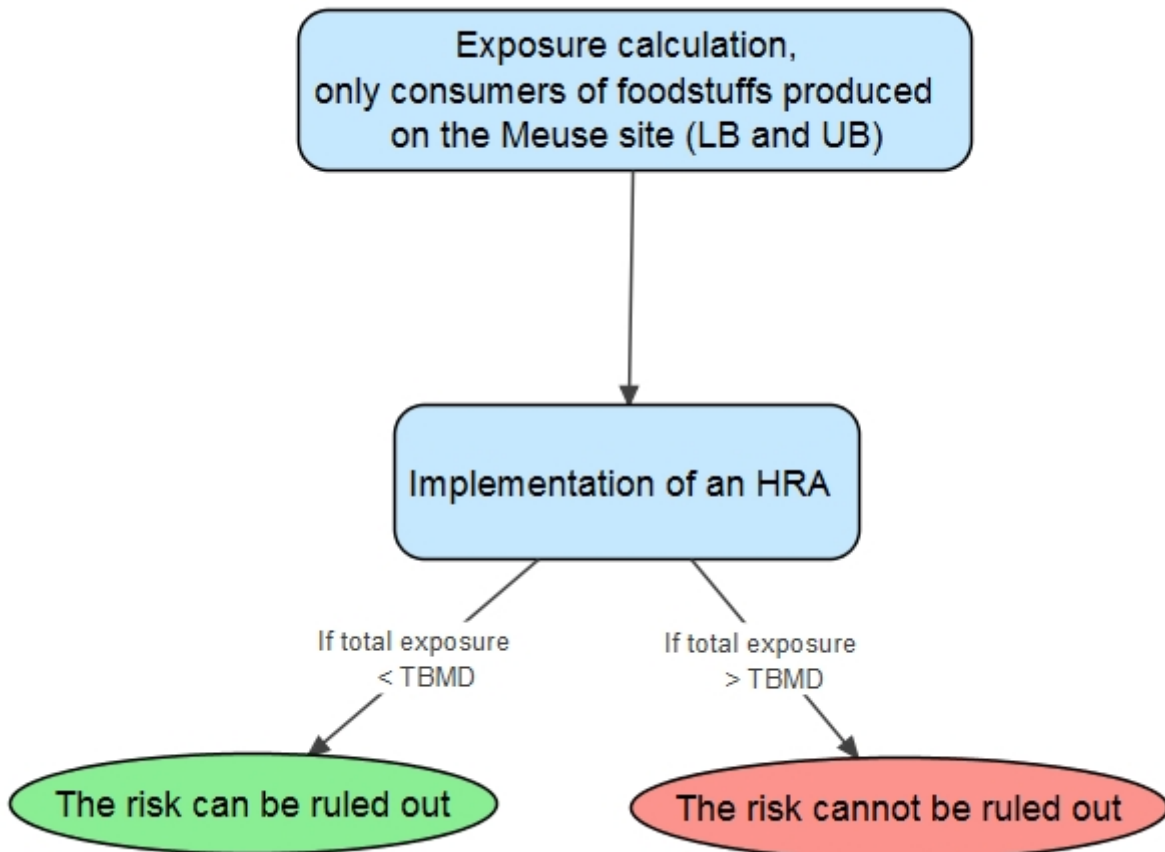 Exposure calculation,
only consumers of foodstuffs produced
on the Meuse site (LB and UB)
Implementation of an HRA
If total exposure
< TBMD
If total exposure
> TBMD
The risk can be ruled out
The risk cannot be ruled out